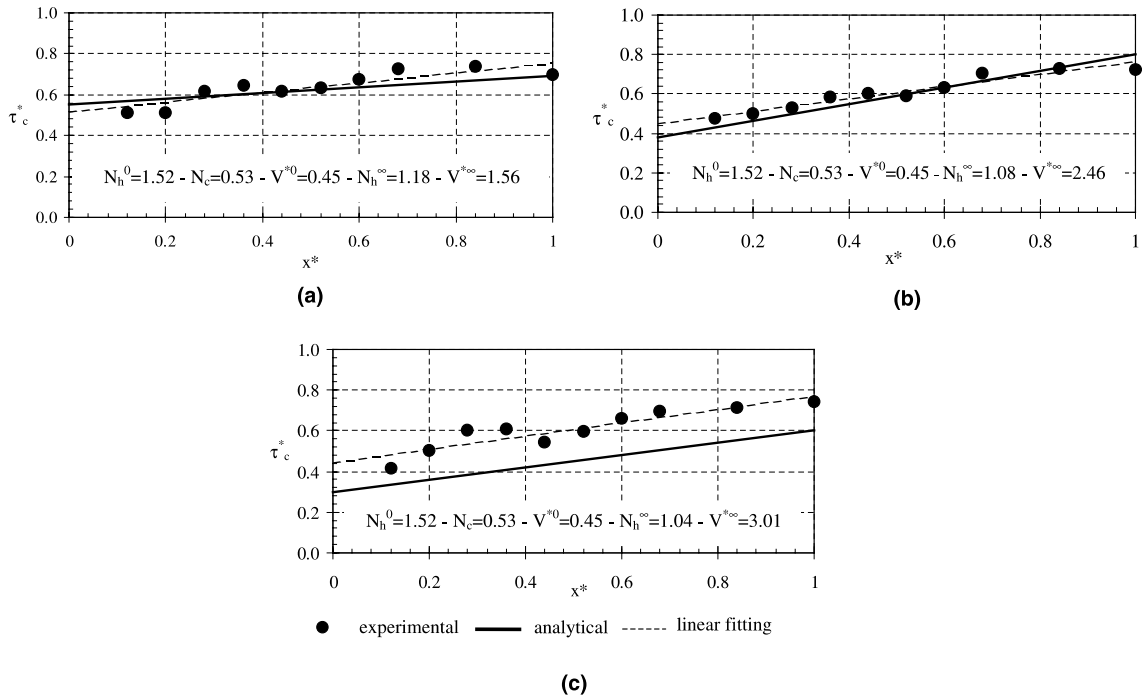 1.0
0.8
0.6
τ*c
0.4
0.2
0.0
N_h^0=1.52 - N_c=0.53 - V^*0=0.45 - N_h^∞=1.18 - V^*∞=1.56
0 0.2 0.4 0.6 0.8 1
x*
(a)
1.0
0.8
0.6
τ*c
0.4
0.2
0.0
N_h^0=1.52 - N_c=0.53 - V^*0=0.45 - N_h^∞=1.08 - V^*∞=2.46
0 0.2 0.4 0.6 0.8 1
x*
(b)
1.0
0.8
0.6
τ*c
0.4
0.2
0.0
N_h^0=1.52 - N_c=0.53 - V^*0=0.45 - N_h^∞=1.04 - V^*∞=3.01
0 0.2 0.4 0.6 0.8 1
x*
experimental analytical linear fitting
(c)